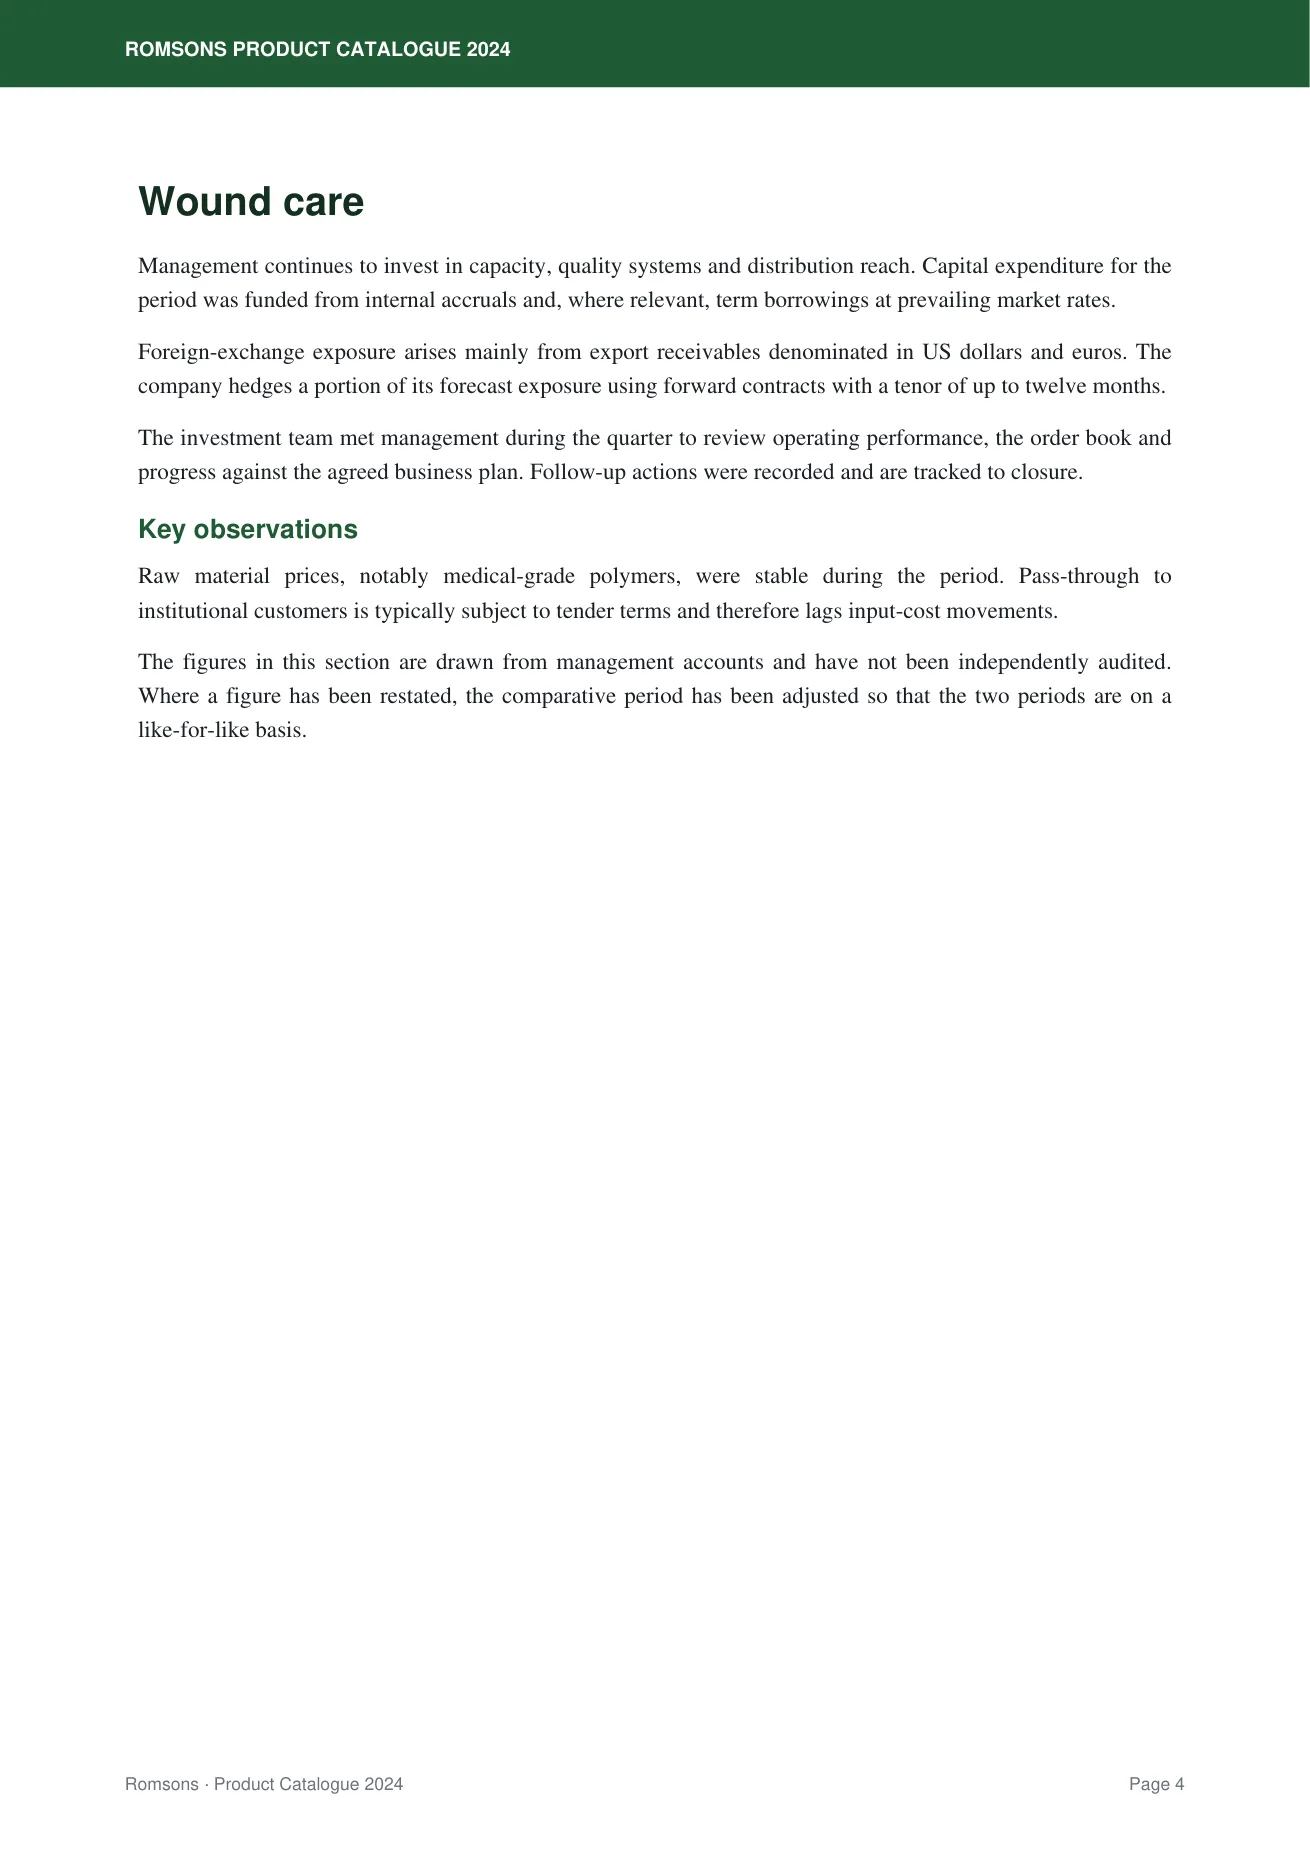 ROMSONS PRODUCT CATALOGUE 2024
Wound care
Management continues to invest in capacity, quality systems and distribution reach. Capital expenditure for the
period was funded from internal accruals and, where relevant, term borrowings at prevailing market rates.
Foreign-exchange exposure arises mainly from export receivables denominated in US dollars and euros. The
company hedges a portion of its forecast exposure using forward contracts with a tenor of up to twelve months.
The investment team met management during the quarter to review operating performance, the order book and
progress against the agreed business plan. Follow-up actions were recorded and are tracked to closure.
Key observations
Raw material prices, notably medical-grade polymers, were stable during the period. Pass-through to
institutional customers is typically subject to tender terms and therefore lags input-cost movements.
The figures in this section are drawn from management accounts and have not been independently audited.
Where a figure has been restated, the comparative period has been adjusted so that the two periods are on a
like-for-like basis.
Romsons · Product Catalogue 2024
Page 4